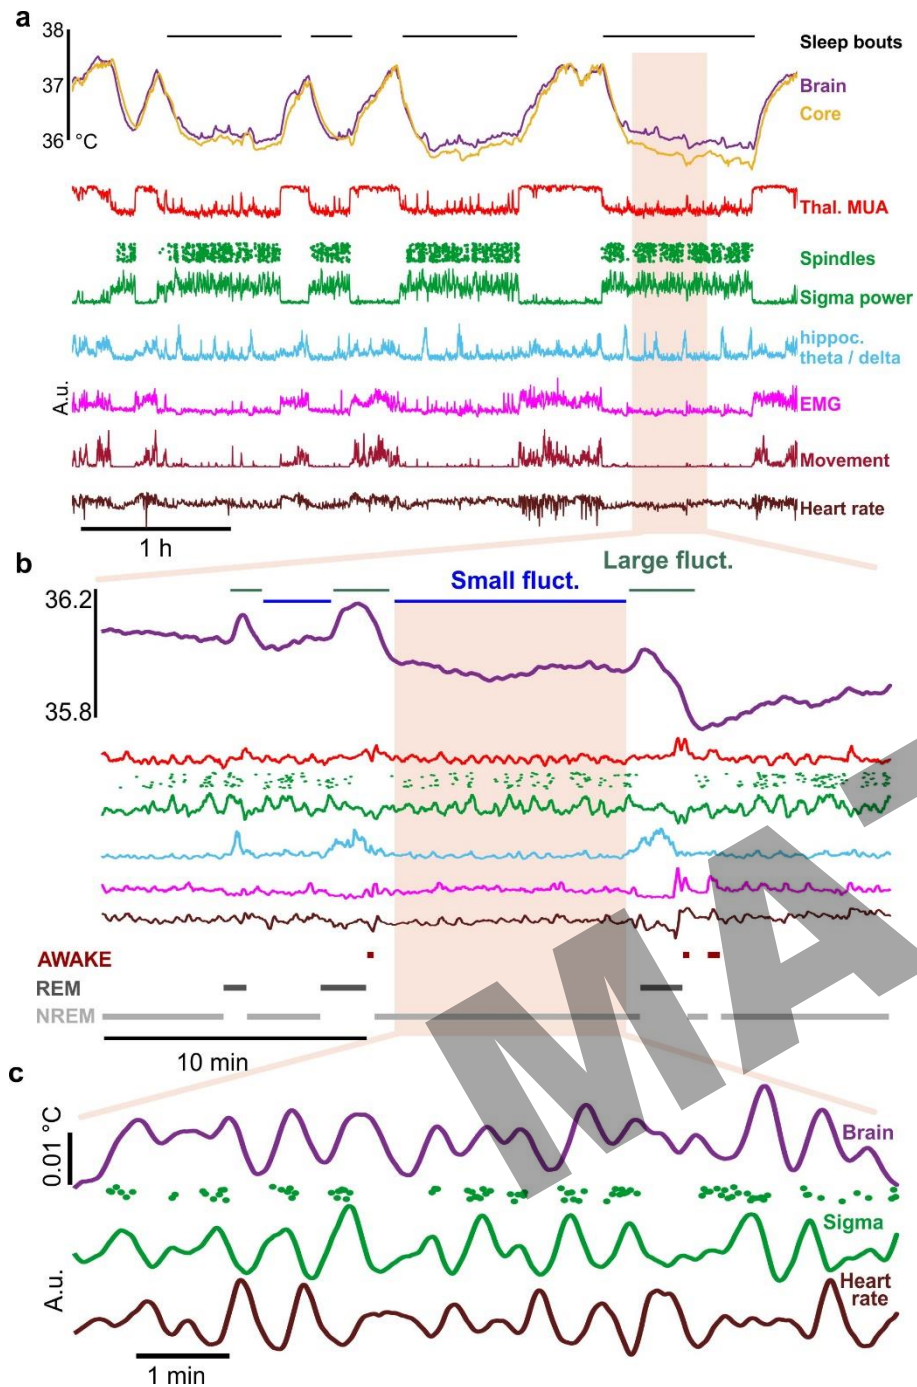 a
38
37
36 °C
Sleep bouts
Brain
Core
Thal. MUA
Spindles
Sigma power
hippoc.
theta / delta
A.u.
EMG
Movement
Heart rate
1 h
b
Large fluct.
Small fluct.
36.2
35.8
AWAKE
REM
NREM
10 min
c
0.01 °C
Brain
Sigma
A.u.
Heart
rate
1 min